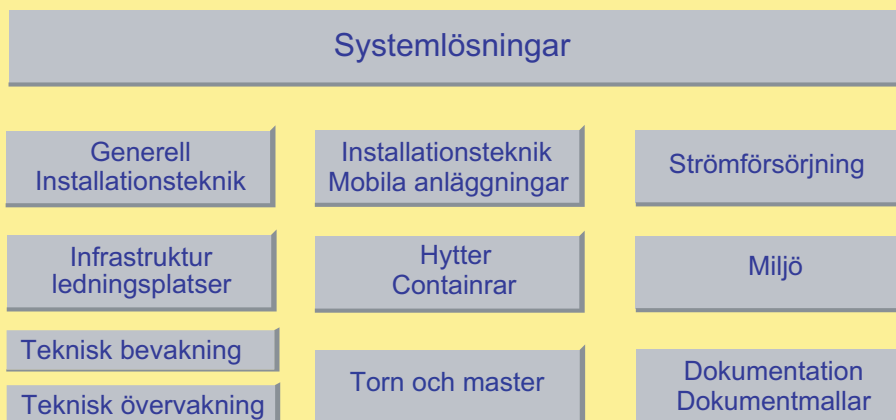 Systemlösningar
Generell
Installationsteknik
Installationsteknik
Mobila anläggningar
Strömförsörjning
Infrastruktur
ledningsplatser
Hytter
Containrar
Miljö
Teknisk bevakning
Teknisk övervakning
Torn och master
Dokumentation
Dokumentmallar